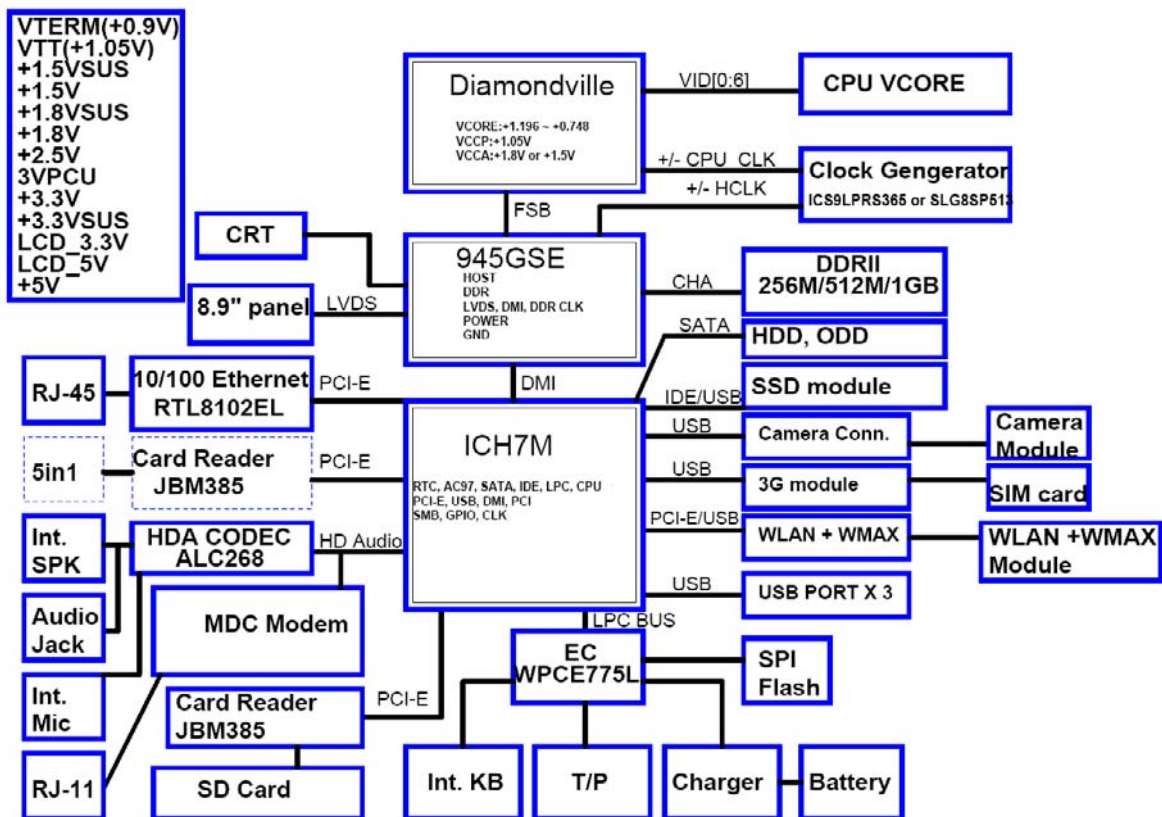 VTERM(+0.9V)
VTT(+1.05V)
+1.5VSUS
+1.5V
+1.8VSUS
+1.8V
+2.5V
3VPCU
+3.3V
+3.3VSUS
LCD_3.3V
LCD_5V
+5V
Diamondville
VCORE:+1.196 ~ +0.748
VCCP:+1.05V
VCCA:+1.8V or +1.5V
VID[0:6]
CPU VCORE
+/- CPU CLK
+/- HCLK
Clock Gengerator
ICS9LPRS365 or SLG8SP513
FSB
CRT
8.9" panel
LVDS
945GSE
HOST
DDR
LVDS, DMI, DDR CLK
POWER
GND
CHA
DDRII
256M/512M/1GB
SATA
HDD, ODD
DMI
RJ-45
10/100 Ethernet
RTL8102EL
PCI-E
IDE/USB
SSD module
5in1
Card Reader
JBM385
PCI-E
ICH7M
RTC, AC97, SATA, IDE, LPC, CPU
PCI-E, USB, DMI, PCI
SMB, GPIO, CLK
USB
Camera Conn.
Camera
Module
USB
3G module
SIM card
PCI-E/USB
WLAN + WMAX
WLAN +WMAX
Module
USB
USB PORT X 3
Int.
SPK
HDA CODEC
ALC268
HD Audio
Audio
Jack
MDC Modem
Int.
Mic
RJ-11
Card Reader
JBM385
PCI-E
SD Card
LPC BUS
EC
WPCE775L
SPI
Flash
Int. KB
T/P
Charger
Battery